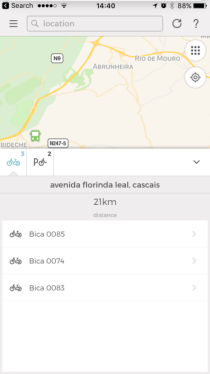 Search 14:40 88%
location
?
N9
RIO DE MOURO
ABRUNHEIRA
BIDECHE
N247-5
3
2
P
avenida florinda leal, cascais
21km
distance
Bica 0085
Bica 0074
Bica 0083